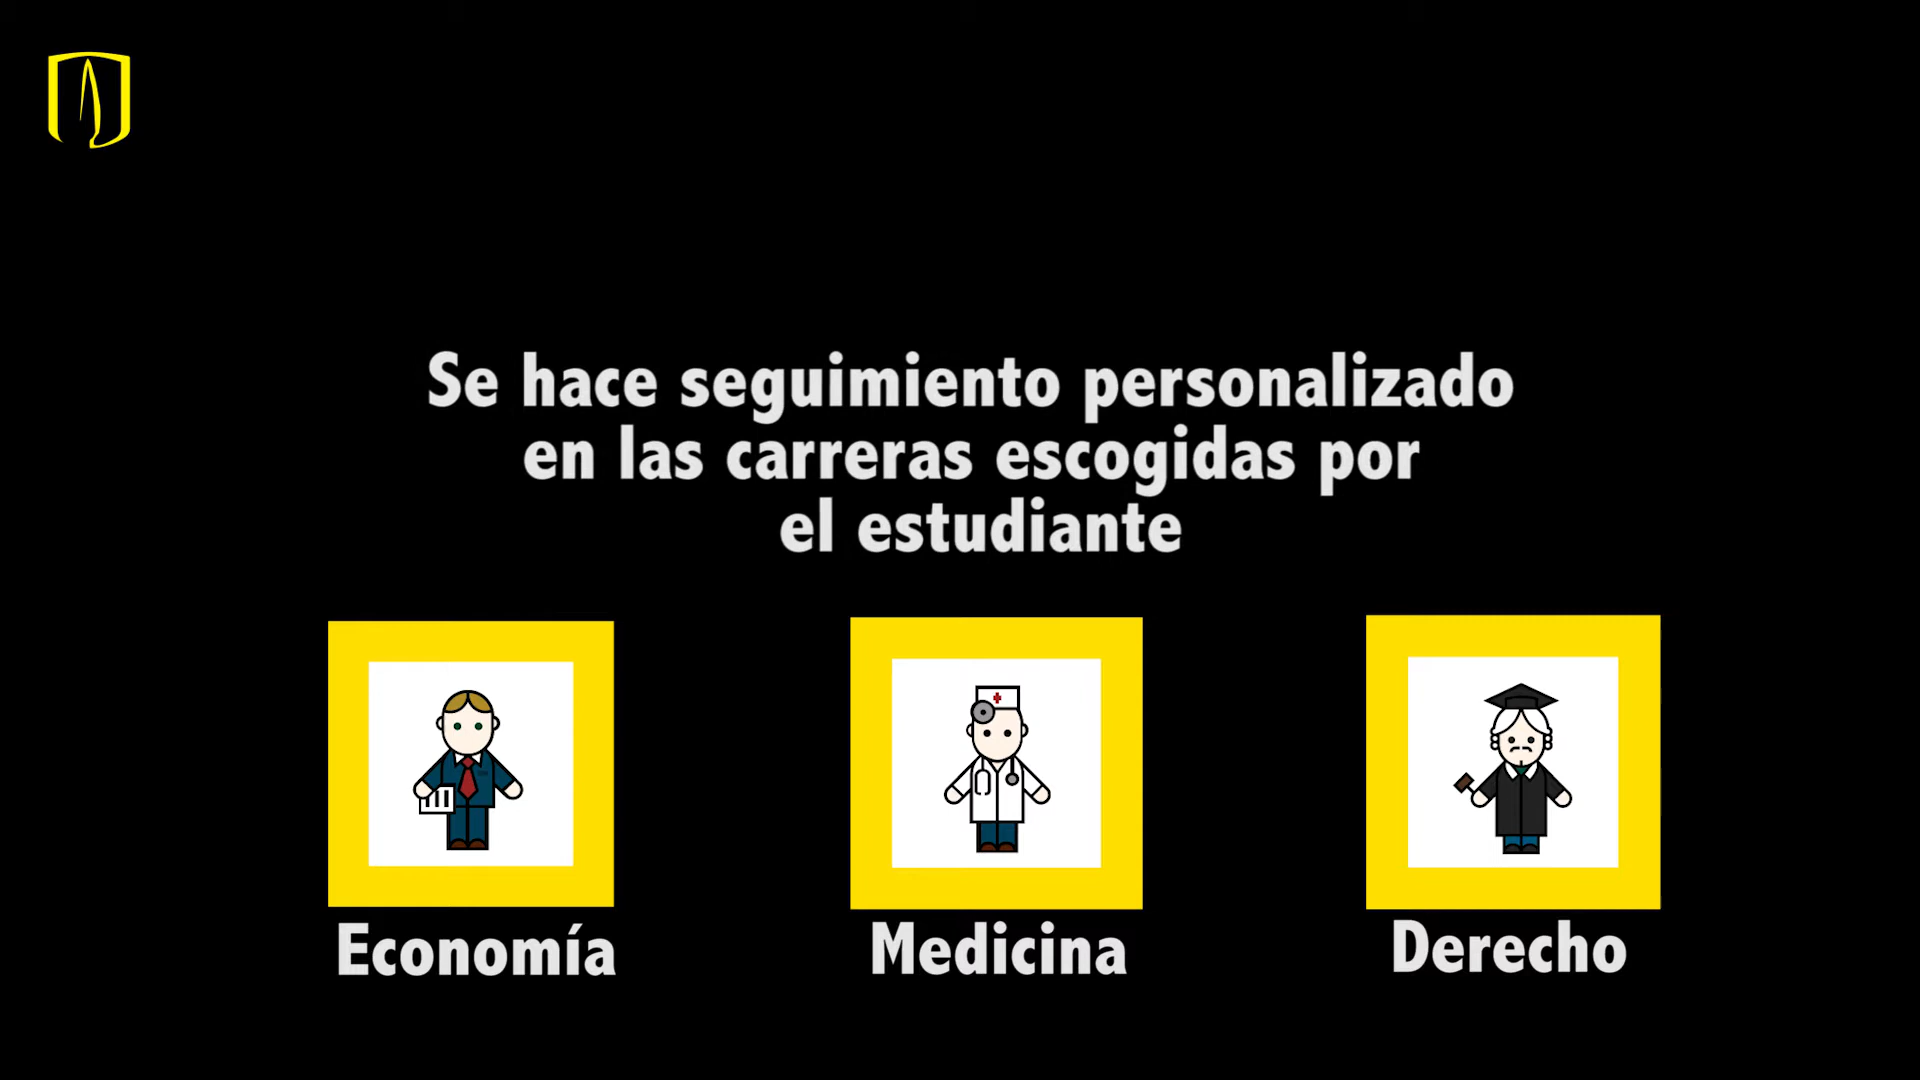 Se hace seguimiento personalizado
en las carreras escogidas por
el estudiante
Economía
Medicina
Derecho